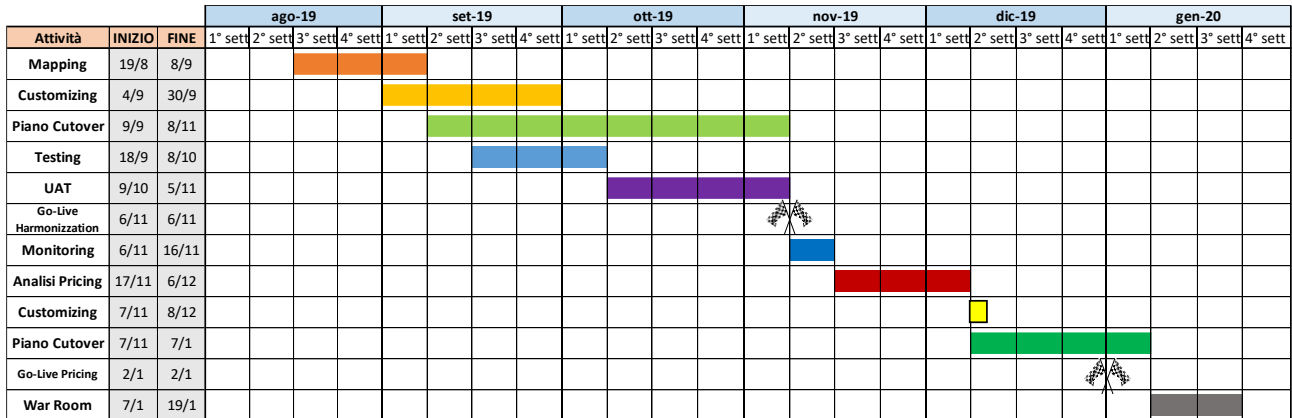 ago-19 set-19 ott-19 nov-19 dic-19 gen-20
Attività INIZIO FINE 1° sett 2° sett 3° sett 4° sett 1° sett 2° sett 3° sett 4° sett 1° sett 2° sett 3° sett 4° sett 1° sett 2° sett 3° sett 4° sett 1° sett 2° sett 3° sett 4° sett 1° sett 2° sett 3° sett 4° sett
Mapping 19/8 8/9
Customizing 4/9 30/9
Piano Cutover 9/9 8/11
Testing 18/9 8/10
UAT 9/10 5/11
Go-Live
Harmonizzation 6/11 6/11
Monitoring 6/11 16/11
Analisi Pricing 17/11 6/12
Customizing 7/11 8/12
Piano Cutover 7/11 7/1
Go-Live Pricing 2/1 2/1
War Room 7/1 19/1